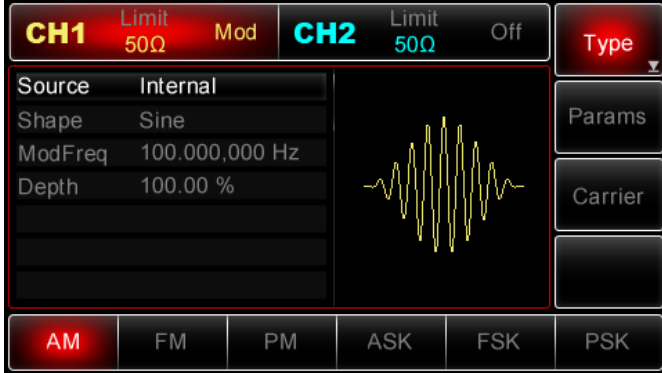 CH1 Limit 50Ω Mod CH2 Limit 50Ω Off Type
Source Internal
Shape Sine Params
ModFreq 100.000,000 Hz
Depth 100.00 % Carrier
AM FM PM ASK FSK PSK